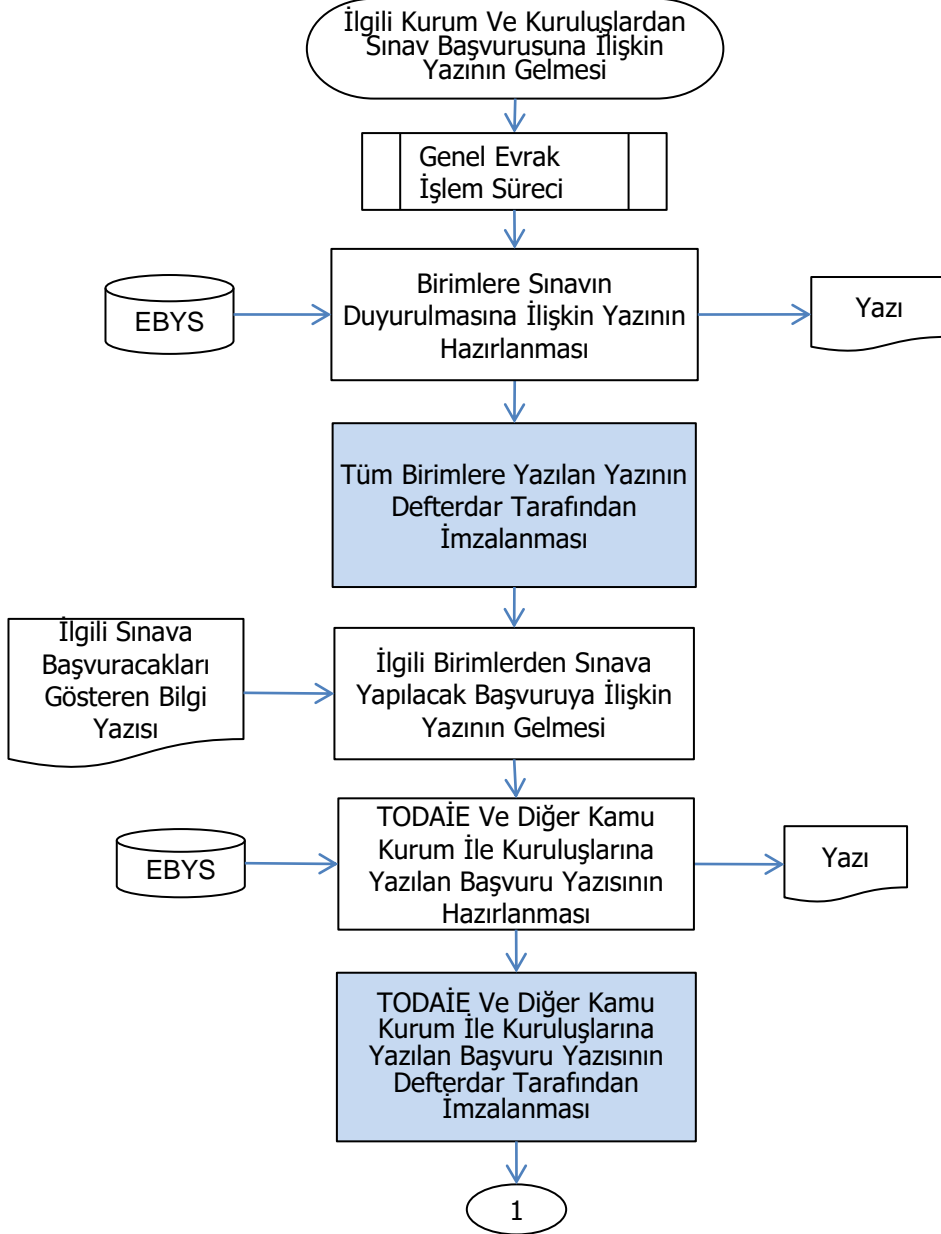 İlgili Kurum Ve Kuruluşlardan
Sınav Başvurusuna İlişkin
Yazının Gelmesi
Genel Evrak
İşlem Süreci
EBYS
Birimlere Sınavın
Duyurulmasına İlişkin Yazının
Hazırlanması
Yazı
Tüm Birimlere Yazılan Yazının
Defterdar Tarafından
İmzalanması
İlgili Sınava
Başvuracakları
Gösteren Bilgi
Yazısı
İlgili Birimlerden Sınava
Yapılacak Başvuruya İlişkin
Yazının Gelmesi
EBYS
TODAİE Ve Diğer Kamu
Kurum İle Kuruluşlarına
Yazılan Başvuru Yazısının
Hazırlanması
Yazı
TODAİE Ve Diğer Kamu
Kurum İle Kuruluşlarına
Yazılan Başvuru Yazısının
Defterdar Tarafından
İmzalanması
1